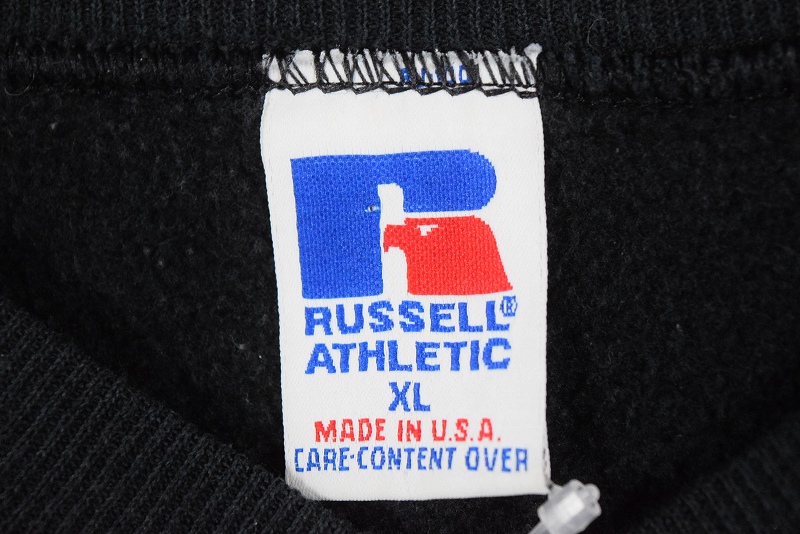 RUSSELL®
ATHLETIC
XL
MADE IN U.S.A.
CARE-CONTENT OVER